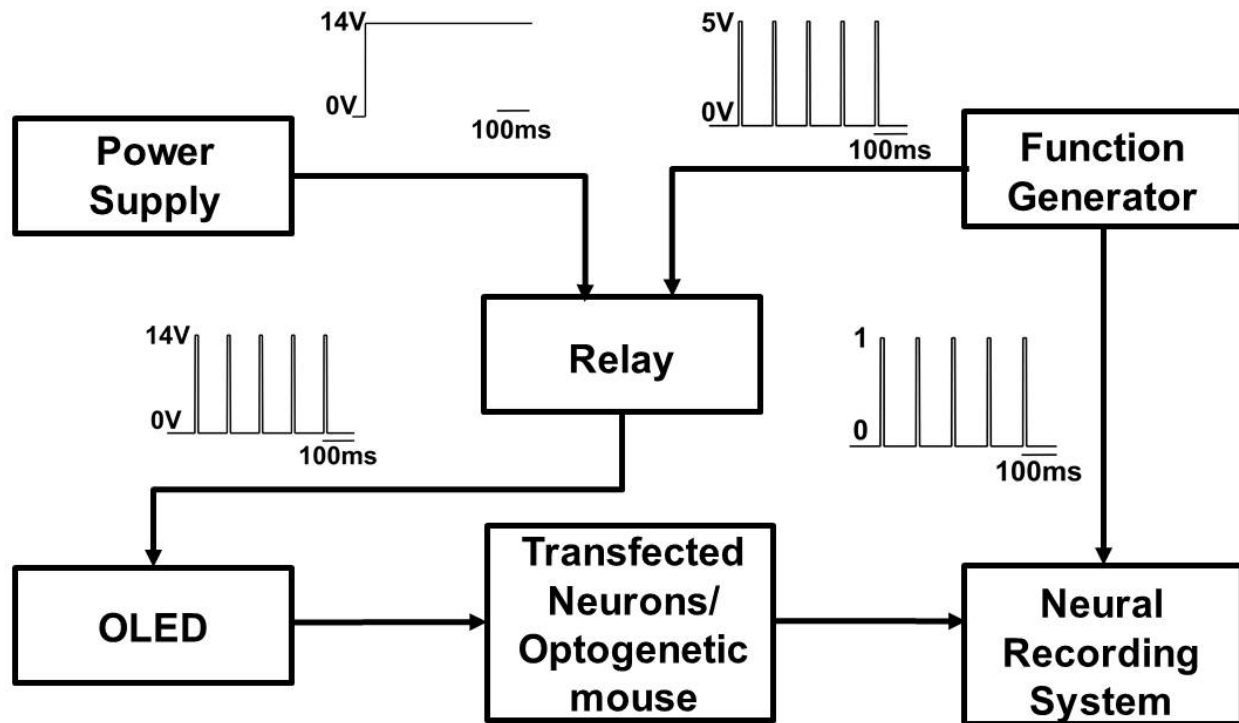 14V
0V
100ms
5V
0V
100ms
Power
Supply
Function
Generator
Relay
14V
0V
100ms
1
0
100ms
OLED
Transfected
Neurons/
Optogenetic
mouse
Neural
Recording
System